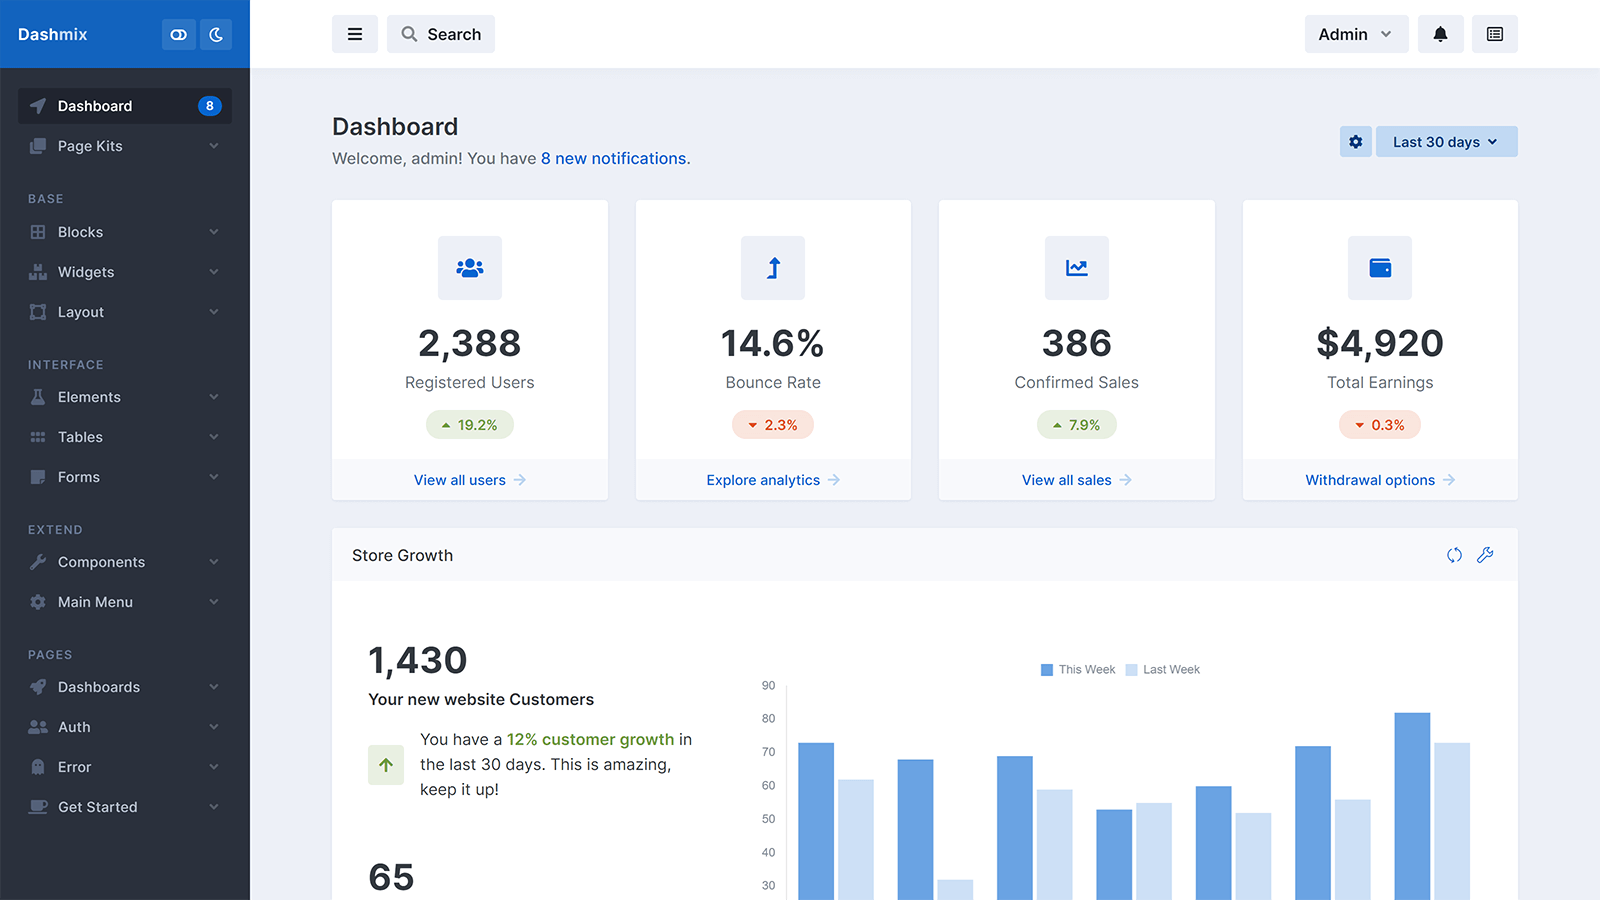 Dashmix
Search
Admin
Dashboard 8
Page Kits
BASE
Blocks
Widgets
Layout
INTERFACE
Elements
Tables
Forms
EXTEND
Components
Main Menu
PAGES
Dashboards
Auth
Error
Get Started
Dashboard
Welcome, admin! You have 8 new notifications.
Last 30 days
2,388
Registered Users
19.2%
View all users
14.6%
Bounce Rate
2.3%
Explore analytics
386
Confirmed Sales
7.9%
View all sales
$4,920
Total Earnings
0.3%
Withdrawal options
Store Growth
1,430
Your new website Customers
You have a 12% customer growth in
the last 30 days. This is amazing,
keep it up!
65
This Week Last Week
90
80
70
60
50
40
30